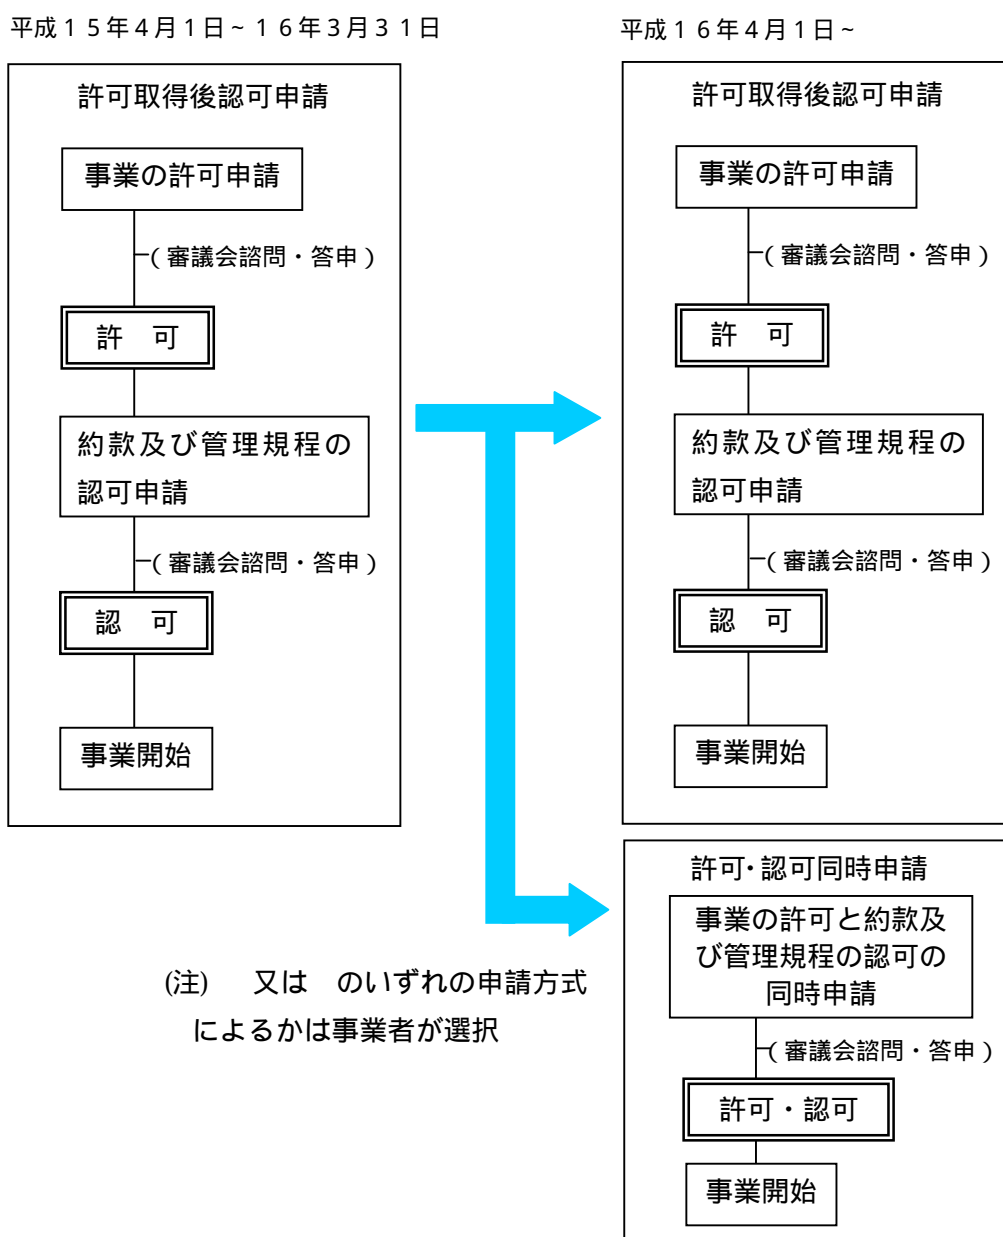 平成１５年４月１日～１６年３月３１日
許可取得後認可申請
事業の許可申請
（審議会諮問・答申）
許　可
約款及び管理規程の
認可申請
（審議会諮問・答申）
認　可
事業開始
平成１６年４月１日～
許可取得後認可申請
事業の許可申請
（審議会諮問・答申）
許　可
約款及び管理規程の
認可申請
（審議会諮問・答申）
認　可
事業開始
許可・認可同時申請
事業の許可と約款及
び管理規程の認可の
同時申請
（審議会諮問・答申）
許可・認可
事業開始
(注)　又は　のいずれの申請方式
によるかは事業者が選択